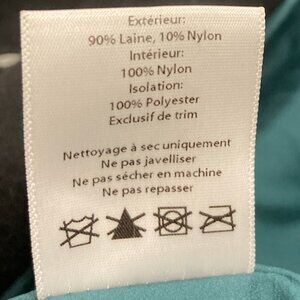 Extérieur:
90% Laine, 10% Nylon
Intérieur:
100% Nylon
Isolation:
100% Polyester
Exclusif de trim
Nettoyage à sec uniquement
Ne pas javelliser
Ne pas sécher en machine
Ne pas repasser